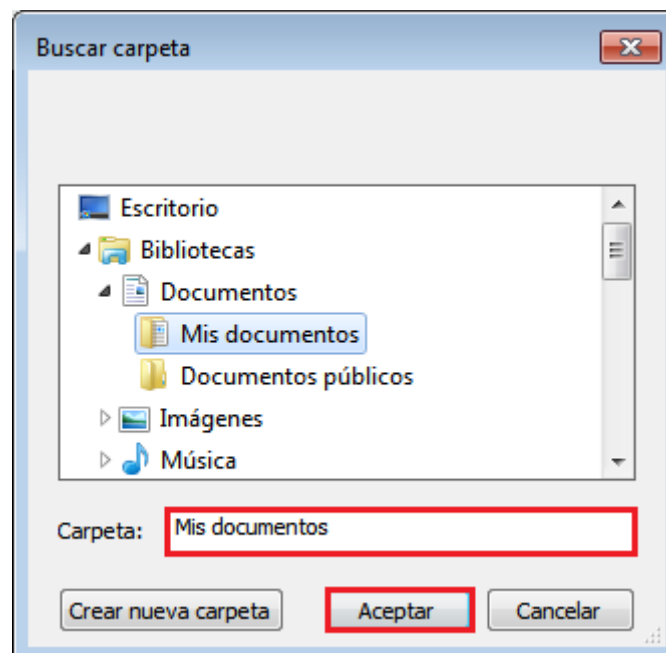 Buscar carpeta
Escritorio
Bibliotecas
Documentos
Mis documentos
Documentos públicos
Imágenes
Música
Carpeta: Mis documentos
Crear nueva carpeta Aceptar Cancelar